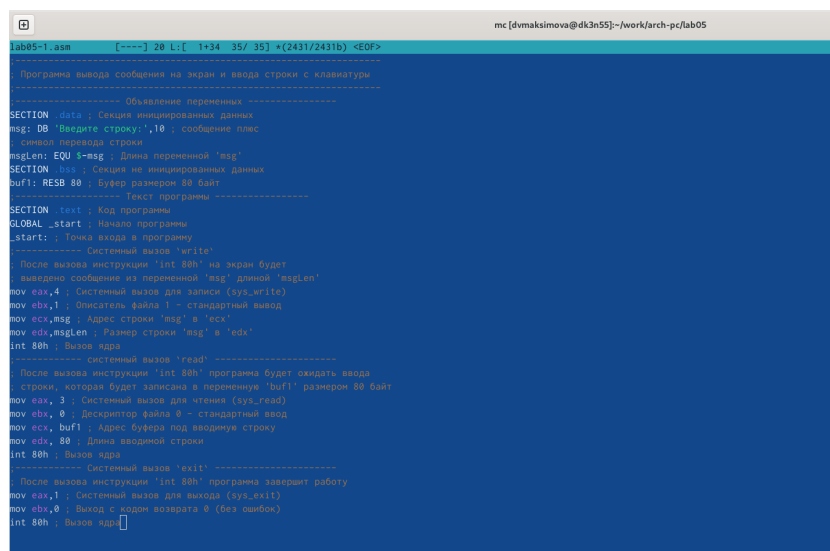 mc [dvmaksimova@dk3n55]:~/work/arch-pc/lab05
lab05-1.asm [----] 20 L:[ 1+34 35/ 35] *(2431/2431b) <EOF>
;--------------------------------------------------------------------
; Программа вывода сообщения на экран и ввода строки с клавиатуры
;--------------------------------------------------------------------
;------------------- Объявление переменных ----------------
SECTION .data ; Секция инициированных данных
msg: DB 'Введите строку:',10 ; сообщение плюс
; символ перевода строки
msgLen: EQU $-msg ; Длина переменной 'msg'
SECTION .bss ; Секция не инициированных данных
buf1: RESB 80 ; Буфер размером 80 байт
;------------------- Текст программы -----------------
SECTION .text ; Код программы
GLOBAL _start ; Начало программы
_start: ; Точка входа в программу
;------------ Системный вызов `write`
; После вызова инструкции 'int 80h' на экран будет
; выведено сообщение из переменной 'msg' длиной 'msgLen'
mov eax,4 ; Системный вызов для записи (sys_write)
mov ebx,1 ; Описатель файла 1 - стандартный вывод
mov ecx,msg ; Адрес строки 'msg' в 'ecx'
mov edx,msgLen ; Размер строки 'msg' в 'edx'
int 80h ; Вызов ядра
;------------ системный вызов `read` ----------------------
; После вызова инструкции 'int 80h' программа будет ожидать ввода
; строки, которая будет записана в переменную 'buf1' размером 80 байт
mov eax, 3 ; Системный вызов для чтения (sys_read)
mov ebx, 0 ; Дескриптор файла 0 - стандартный ввод
mov ecx, buf1 ; Адрес буфера под вводимую строку
mov edx, 80 ; Длина вводимой строки
int 80h ; Вызов ядра
;------------ Системный вызов `exit` ----------------------
; После вызова инструкции 'int 80h' программа завершит работу
mov eax,1 ; Системный вызов для выхода (sys_exit)
mov ebx,0 ; Выход с кодом возврата 0 (без ошибок)
int 80h ; Вызов ядра